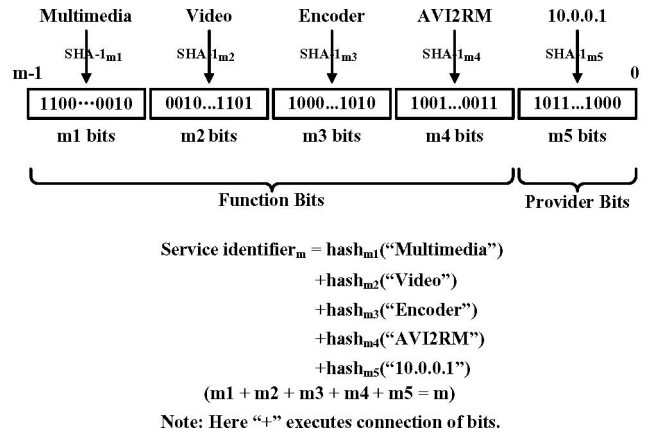 Multimedia Video Encoder AVI2RM 10.0.0.1
SHA-1m1 SHA-1m2 SHA-1m3 SHA-1m4 SHA-1m5
m-1 0
1100···0010 0010...1101 1000...1010 1001...0011 1011...1000
m1 bits m2 bits m3 bits m4 bits m5 bits
Function Bits Provider Bits
Service identifierm = hashm1(“Multimedia”)
+hashm2(“Video”)
+hashm3(“Encoder”)
+hashm4(“AVI2RM”)
+hashm5(“10.0.0.1”)
(m1 + m2 + m3 + m4 + m5 = m)
Note: Here “+” executes connection of bits.